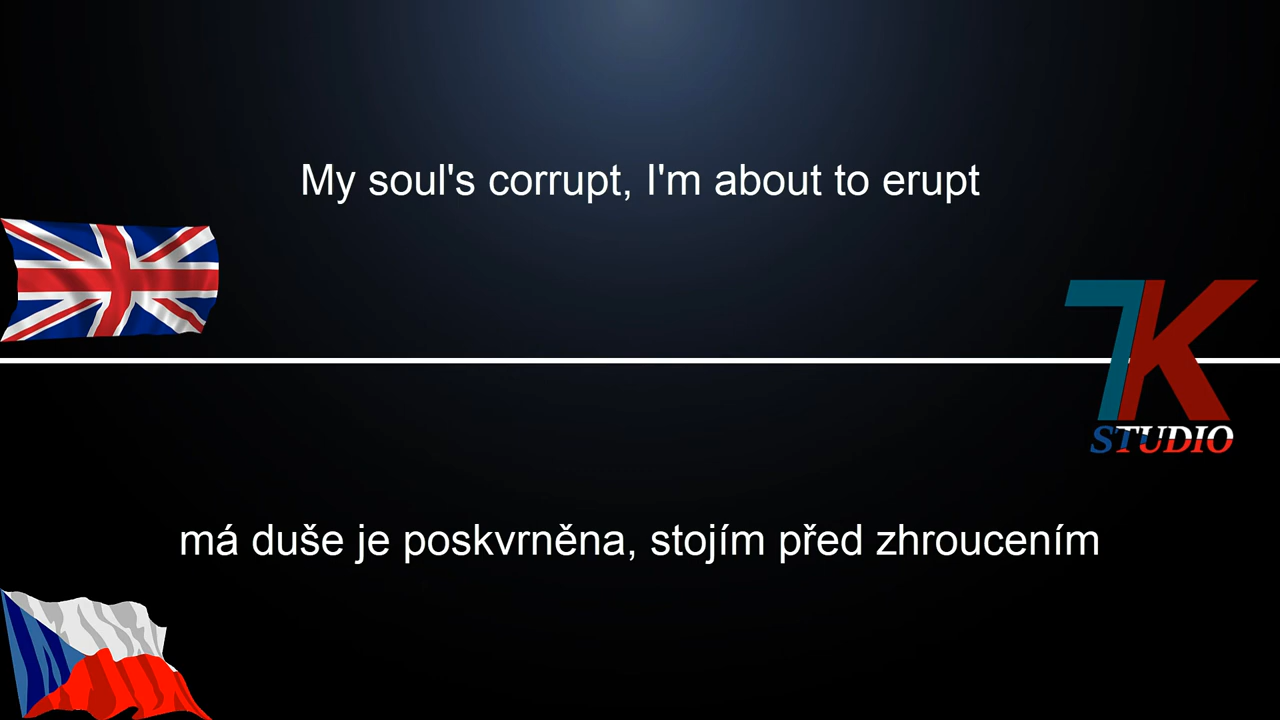 My soul's corrupt, I'm about to erupt
7K
STUDIO
má duše je poskvrněna, stojím před zhroucením